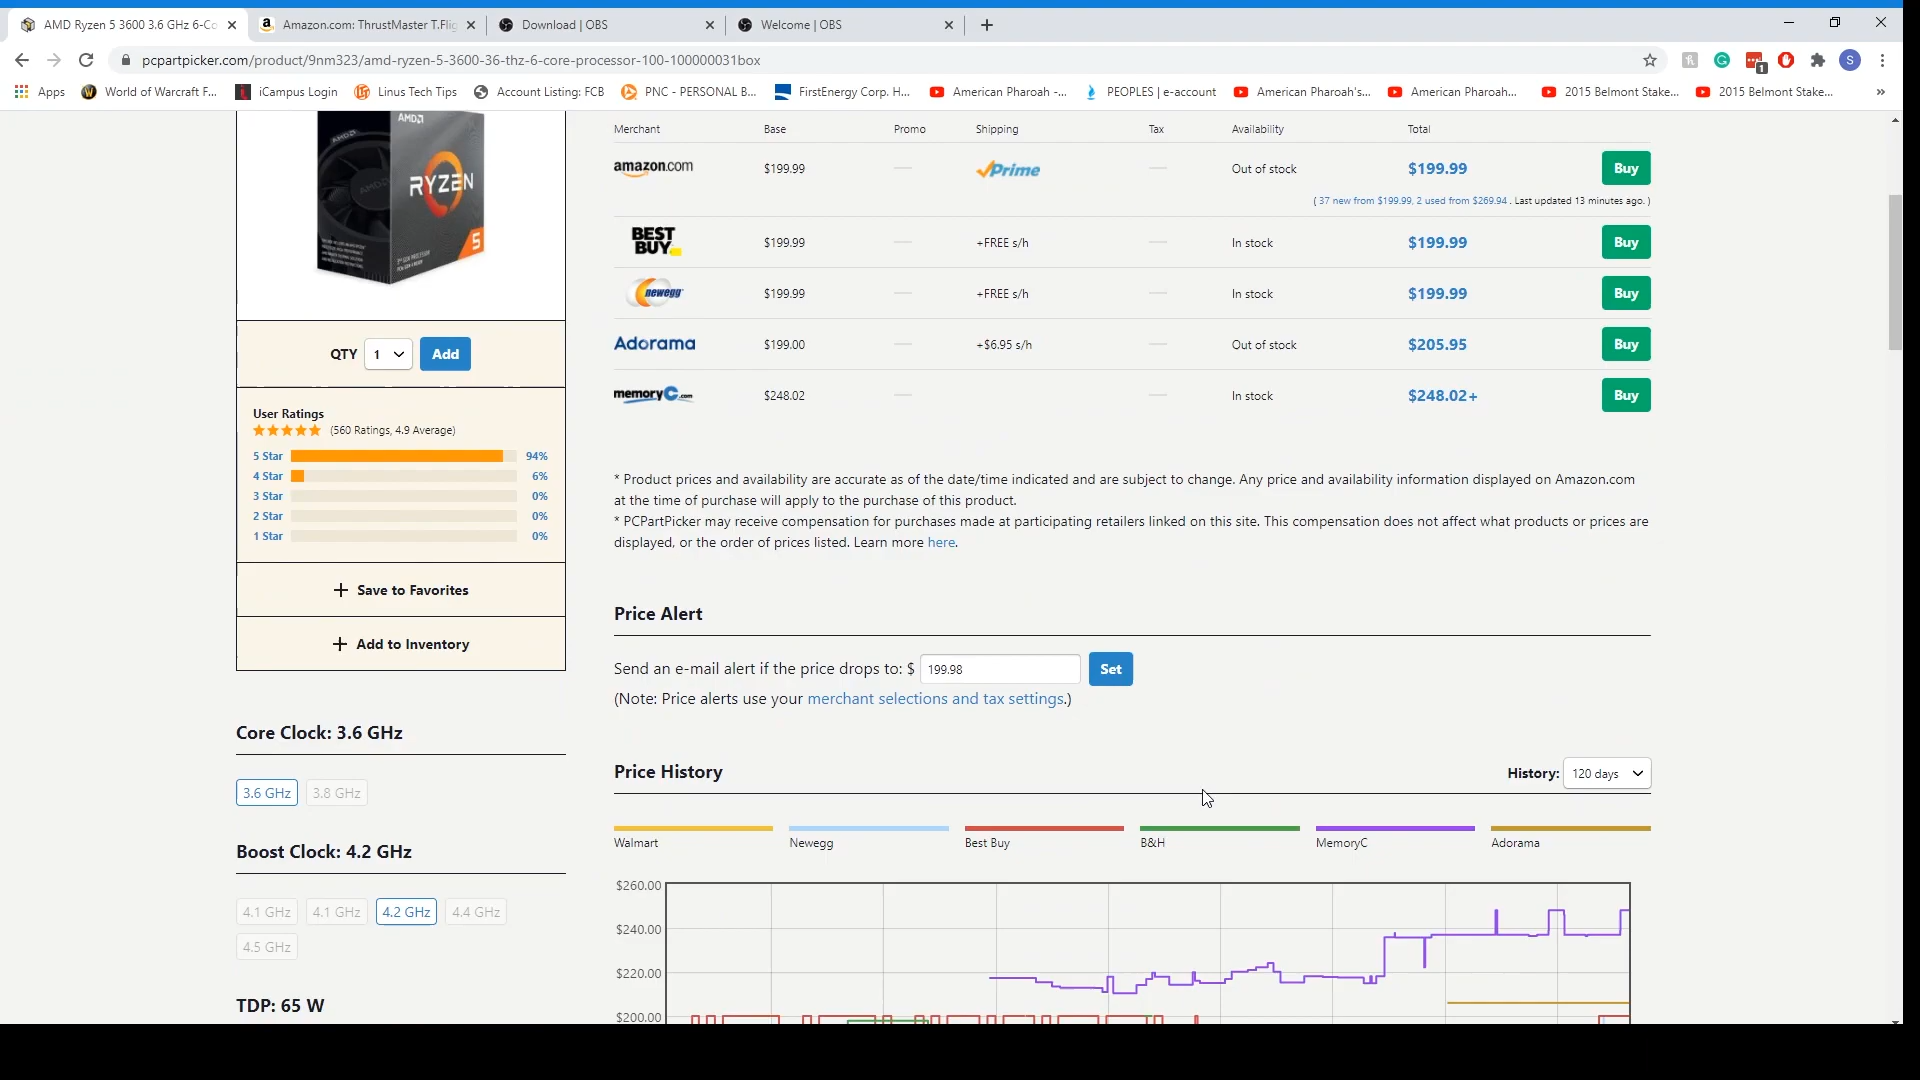 AMD Ryzen 5 3600 3.6 GHz 6-Co
Amazon.com: ThrustMaster T.Flig
Download | OBS
Welcome | OBS
pcpartpicker.com/product/9nm323/amd-ryzen-5-3600-36-thz-6-core-processor-100-100000031box
Apps
World of Warcraft F...
iCampus Login
Linus Tech Tips
Account Listing: FCB
PNC - PERSONAL B...
FirstEnergy Corp. H...
American Pharoah -...
PEOPLES | e-account
American Pharoah's...
American Pharoah...
2015 Belmont Stake...
2015 Belmont Stake...
AMD
RYZEN
5
QTY 1 Add
User Ratings
(560 Ratings, 4.9 Average)
5 Star 94%
4 Star 6%
3 Star 0%
2 Star 0%
1 Star 0%
+ Save to Favorites
+ Add to Inventory
Core Clock: 3.6 GHz
3.6 GHz 3.8 GHz
Boost Clock: 4.2 GHz
4.1 GHz 4.1 GHz 4.2 GHz 4.4 GHz
4.5 GHz
TDP: 65 W
Merchant Base Promo Shipping Tax Availability Total
amazon.com $199.99 — Prime — Out of stock $199.99 Buy
( 37 new from $199.99, 2 used from $269.94 . Last updated 13 minutes ago. )
BEST BUY $199.99 — +FREE s/h — In stock $199.99 Buy
newegg $199.99 — +FREE s/h — In stock $199.99 Buy
Adorama $199.00 — +$6.95 s/h — Out of stock $205.95 Buy
memoryC.com $248.02 — — In stock $248.02+ Buy
* Product prices and availability are accurate as of the date/time indicated and are subject to change. Any price and availability information displayed on Amazon.com
at the time of purchase will apply to the purchase of this product.
* PCPartPicker may receive compensation for purchases made at participating retailers linked on this site. This compensation does not affect what products or prices are
displayed, or the order of prices listed. Learn more here.
Price Alert
Send an e-mail alert if the price drops to: $ 199.98 Set
(Note: Price alerts use your merchant selections and tax settings.)
Price History
History: 120 days
Walmart Newegg Best Buy B&H MemoryC Adorama
$260.00
$240.00
$220.00
$200.00